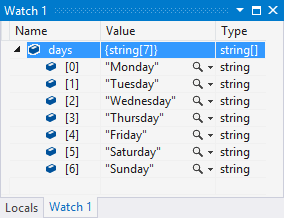 Watch 1
Name Value Type
days {string[7]} string[]
[0] "Monday" string
[1] "Tuesday" string
[2] "Wednesday" string
[3] "Thursday" string
[4] "Friday" string
[5] "Saturday" string
[6] "Sunday" string
Locals Watch 1